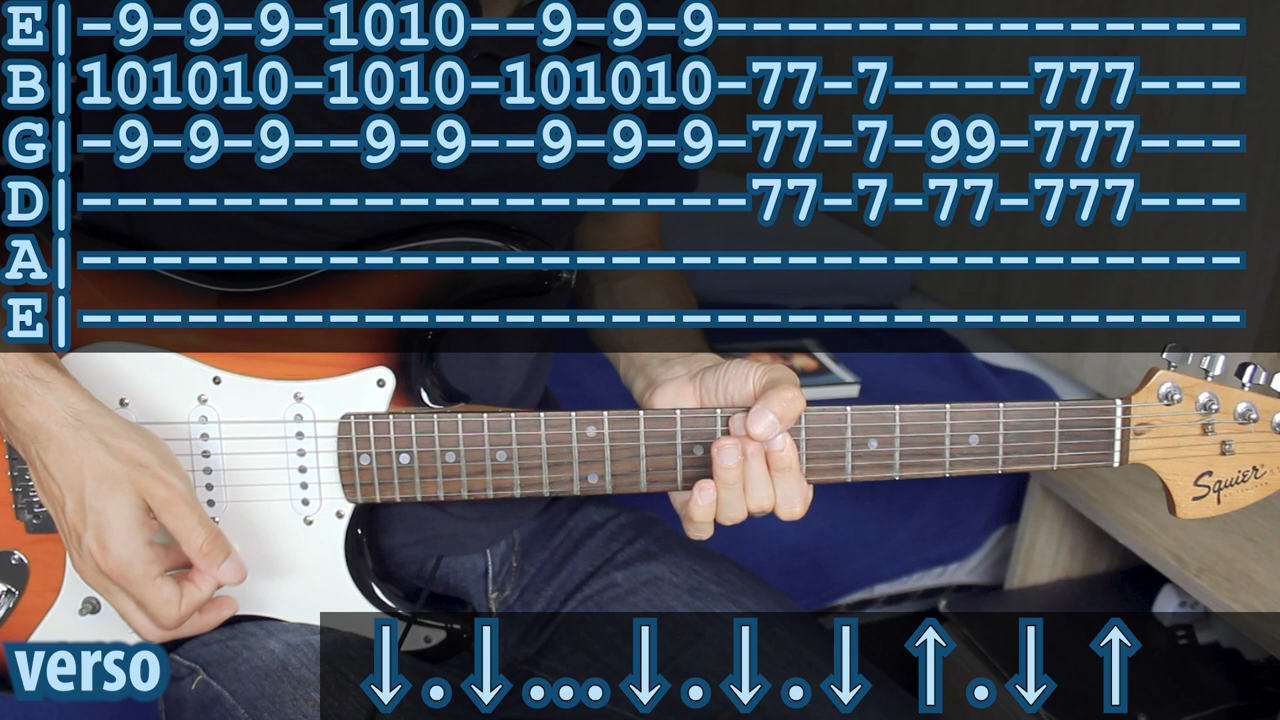 E|-9-9-9-1010--9-9-9---------------
B|101010-1010-101010-77-7----777---
G|-9-9-9--9-9--9-9-9-77-7-99-777---
D|-------------------77-7-77-777---
A|---------------------------------
E|---------------------------------
Squier
verso
↓.↓...↓.↓.↓ ↑.↓ ↑